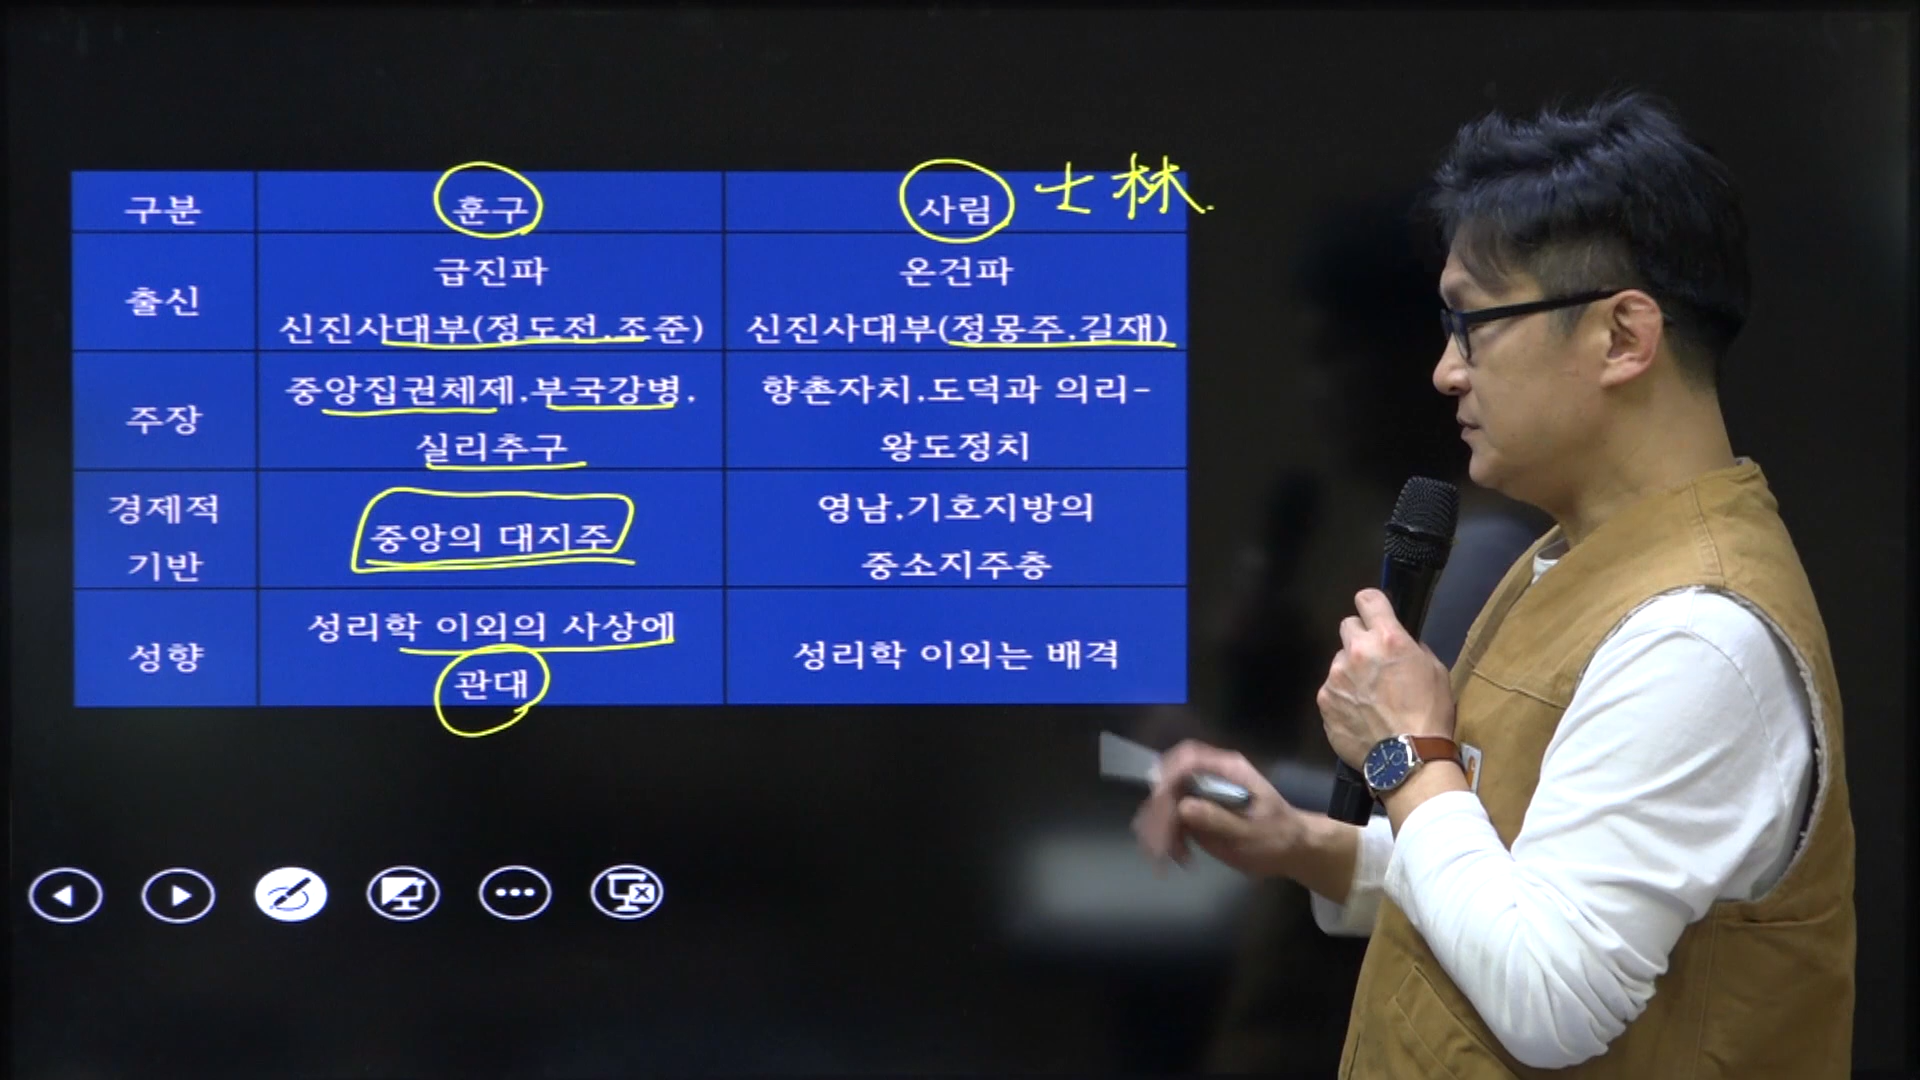 구분 훈구 사림 士林
출신
급진파
신진사대부(정도전.조준)
온건파
신진사대부(정몽주.길재)
주장
중앙집권체제.부국강병.
실리추구
향촌자치.도덕과 의리-
왕도정치
경제적
기반
중앙의 대지주
영남.기호지방의
중소지주층
성향
성리학 이외의 사상에
관대
성리학 이외는 배격